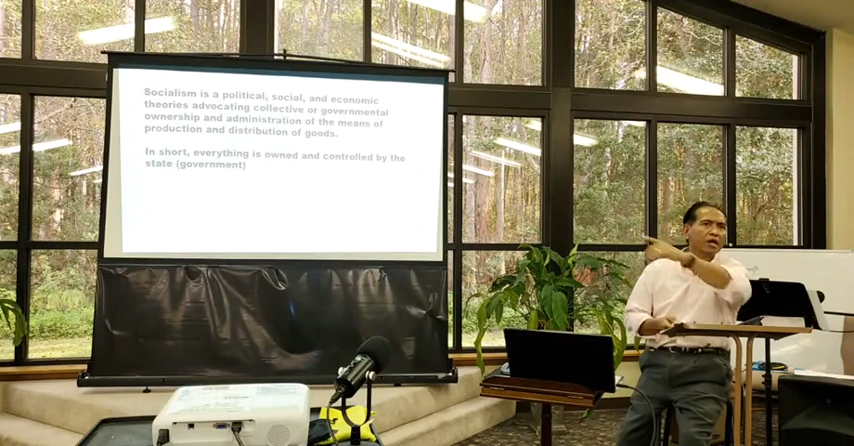 Socialism is a political, social, and economic
theories advocating collective or governmental
ownership and administration of the means of
production and distribution of goods.
In short, everything is owned and controlled by the
state (government)